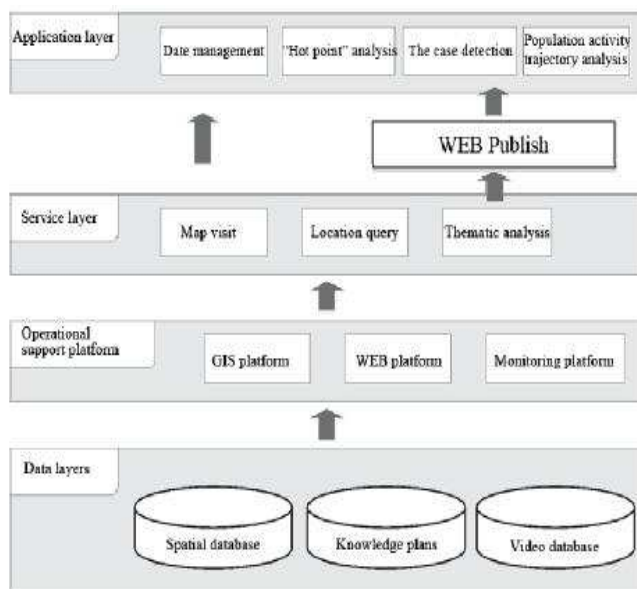 Application layer
Date management
"Hot point" analysis
The case detection
Population activity
trajectory analysis
WEB Publish
Service layer
Map visit
Location query
Thematic analysis
Operational
support platform
GIS platform
WEB platform
Monitoring platform
Data layers
Spatial database
Knowledge plans
Video database